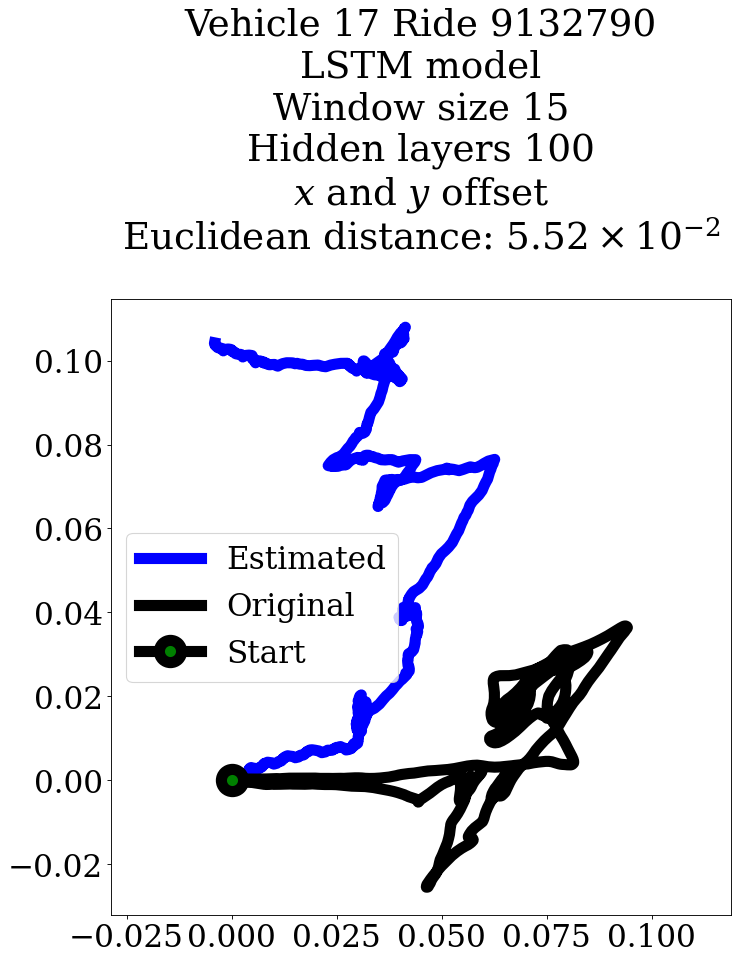 Vehicle 17 Ride 9132790
LSTM model
Window size 15
Hidden layers 100
x and y offset
Euclidean distance: 5.52 × 10⁻²
0.10
0.08
0.06
0.04
0.02
0.00
−0.02
Estimated
Original
Start
−0.025 0.000 0.025 0.050 0.075 0.100